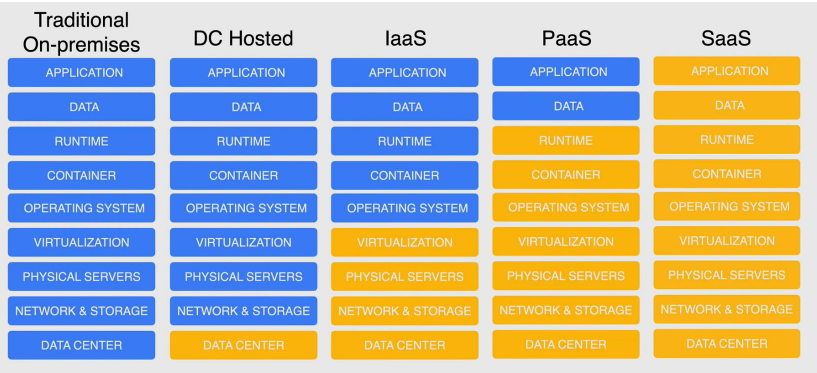 Traditional
On-premises DC Hosted IaaS PaaS SaaS
APPLICATION APPLICATION APPLICATION APPLICATION APPLICATION
DATA DATA DATA DATA DATA
RUNTIME RUNTIME RUNTIME RUNTIME RUNTIME
CONTAINER CONTAINER CONTAINER CONTAINER CONTAINER
OPERATING SYSTEM OPERATING SYSTEM OPERATING SYSTEM OPERATING SYSTEM OPERATING SYSTEM
VIRTUALIZATION VIRTUALIZATION VIRTUALIZATION VIRTUALIZATION VIRTUALIZATION
PHYSICAL SERVERS PHYSICAL SERVERS PHYSICAL SERVERS PHYSICAL SERVERS PHYSICAL SERVERS
NETWORK & STORAGE NETWORK & STORAGE NETWORK & STORAGE NETWORK & STORAGE NETWORK & STORAGE
DATA CENTER DATA CENTER DATA CENTER DATA CENTER DATA CENTER